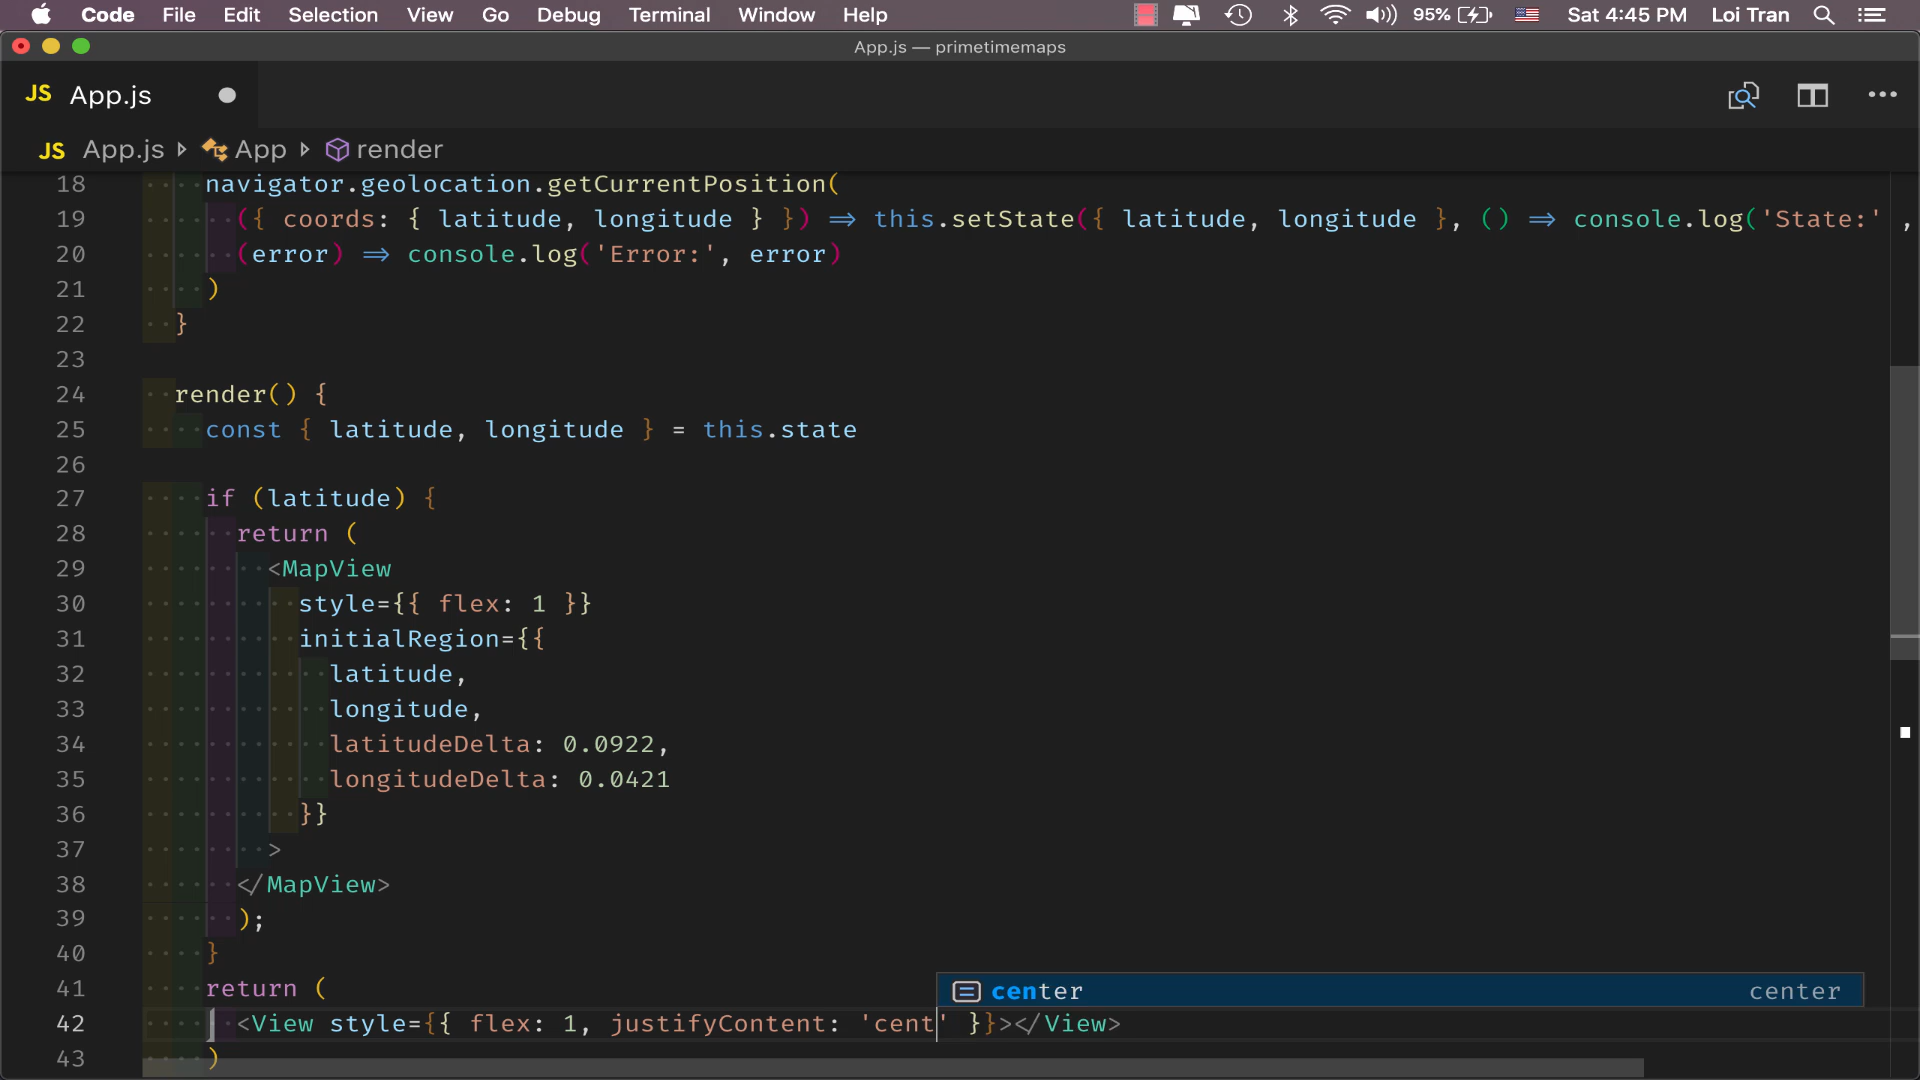 Code File Edit Selection View Go Debug Terminal Window Help 95% Sat 4:45 PM Loi Tran
App.js — primetimemaps
JS App.js
JS App.js App render
18 navigator.geolocation.getCurrentPosition(
19 ({ coords: { latitude, longitude } }) => this.setState({ latitude, longitude }, () => console.log('State:' ,
20 (error) => console.log('Error:', error)
21 )
22 }
23
24 render() {
25 const { latitude, longitude } = this.state
26
27 if (latitude) {
28 return (
29 <MapView
30 style={{ flex: 1 }}
31 initialRegion={{
32 latitude,
33 longitude,
34 latitudeDelta: 0.0922,
35 longitudeDelta: 0.0421
36 }}
37 >
38 </MapView>
39 );
40 }
41 return (
center center
42 <View style={{ flex: 1, justifyContent: 'cent' }}></View>
43 )